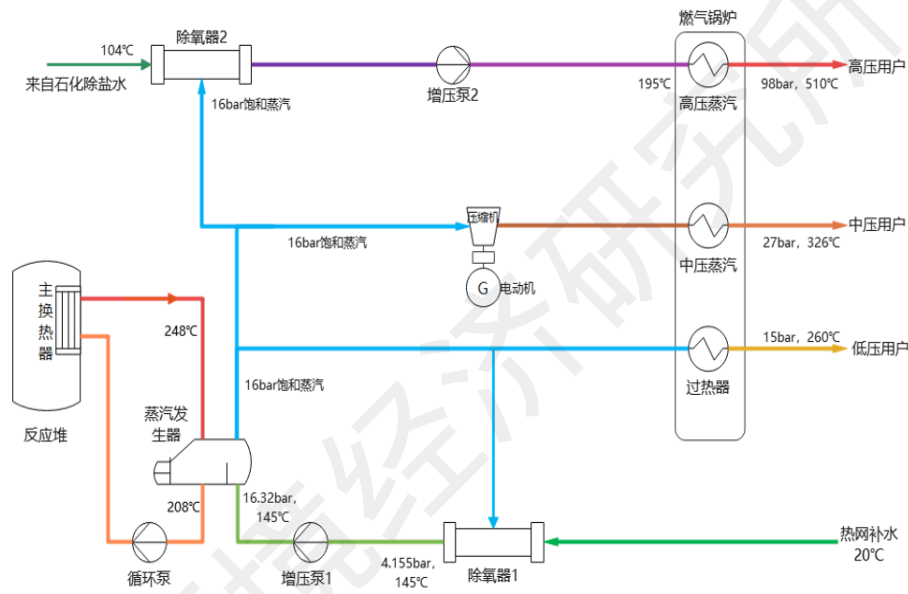 燃气锅炉
除氧器2
104℃
来自石化除盐水
16bar饱和蒸汽
增压泵2
195℃
高压蒸汽
98bar，510℃
高压用户
压缩机
16bar饱和蒸汽
G
电动机
中压蒸汽
27bar，326℃
中压用户
主
换
热
器
248℃
反应堆
16bar饱和蒸汽
15bar，260℃
低压用户
过热器
蒸汽发
生器
208℃
16.32bar，
145℃
循环泵
增压泵1
4.155bar，
145℃
除氧器1
热网补水
20℃
境经济研究所